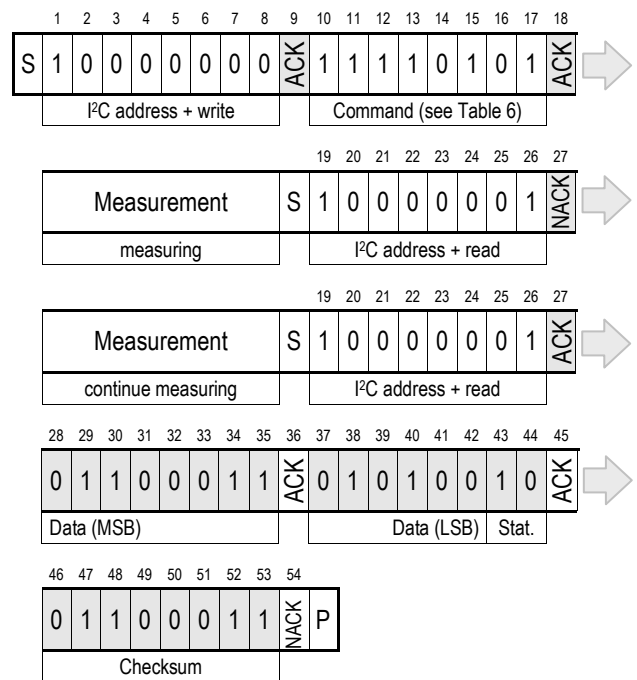 1 2 3 4 5 6 7 8 9 10 11 12 13 14 15 16 17 18
S 1 0 0 0 0 0 0 0 ACK 1 1 1 1 0 1 0 1 ACK
I²C address + write Command (see Table 6)
19 20 21 22 23 24 25 26 27
Measurement S 1 0 0 0 0 0 0 1 NACK
measuring I²C address + read
19 20 21 22 23 24 25 26 27
Measurement S 1 0 0 0 0 0 0 1 ACK
continue measuring I²C address + read
28 29 30 31 32 33 34 35 36 37 38 39 40 41 42 43 44 45
0 1 1 0 0 0 1 1 ACK 0 1 0 1 0 0 1 0 ACK
Data (MSB) Data (LSB) Stat.
46 47 48 49 50 51 52 53 54
0 1 1 0 0 0 1 1 NACK P
Checksum